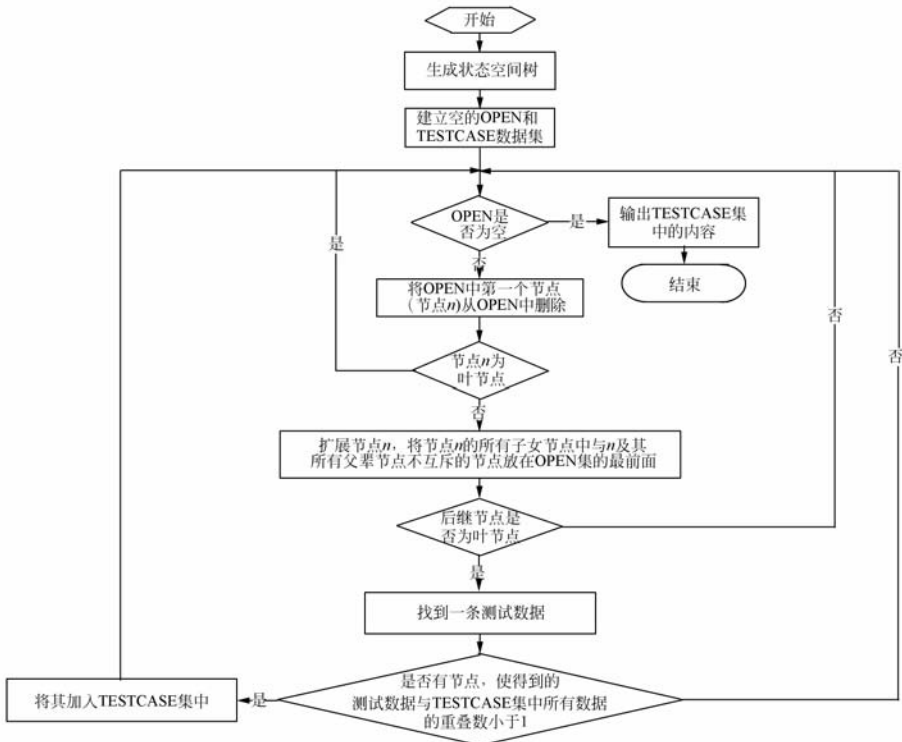 开始
生成状态空间树
建立空的OPEN和
TESTCASE数据集
OPEN是
否为空
是
输出TESTCASE集
中的内容
结束
否
将OPEN中第一个节点
(节点n)从OPEN中删除
节点n为
叶节点
是
否
扩展节点n，将节点n的所有子女节点中与n及其
所有父辈节点不互斥的节点放在OPEN集的最前面
后继节点是
否为叶节点
否
是
找到一条测试数据
是否有节点，使得到的
测试数据与TESTCASE集中所有数据
的重叠数小于1
否
是
将其加入TESTCASE集中